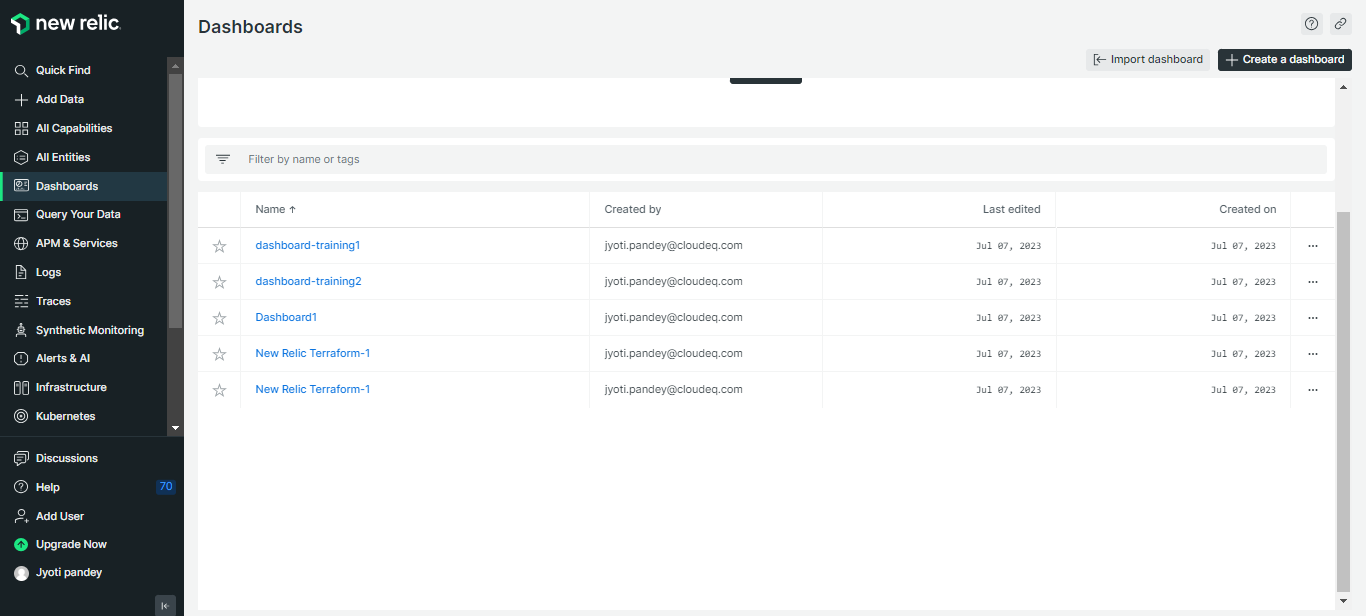 new relic.
Dashboards
Import dashboard
Create a dashboard
Quick Find
Add Data
All Capabilities
All Entities
Dashboards
Query Your Data
APM & Services
Logs
Traces
Synthetic Monitoring
Alerts & AI
Infrastructure
Kubernetes
Discussions
Help 70
Add User
Upgrade Now
Jyoti pandey
Filter by name or tags
Name ↑ Created by Last edited Created on
dashboard-training1 jyoti.pandey@cloudeq.com Jul 07, 2023 Jul 07, 2023 ...
dashboard-training2 jyoti.pandey@cloudeq.com Jul 07, 2023 Jul 07, 2023 ...
Dashboard1 jyoti.pandey@cloudeq.com Jul 07, 2023 Jul 07, 2023 ...
New Relic Terraform-1 jyoti.pandey@cloudeq.com Jul 07, 2023 Jul 07, 2023 ...
New Relic Terraform-1 jyoti.pandey@cloudeq.com Jul 07, 2023 Jul 07, 2023 ...